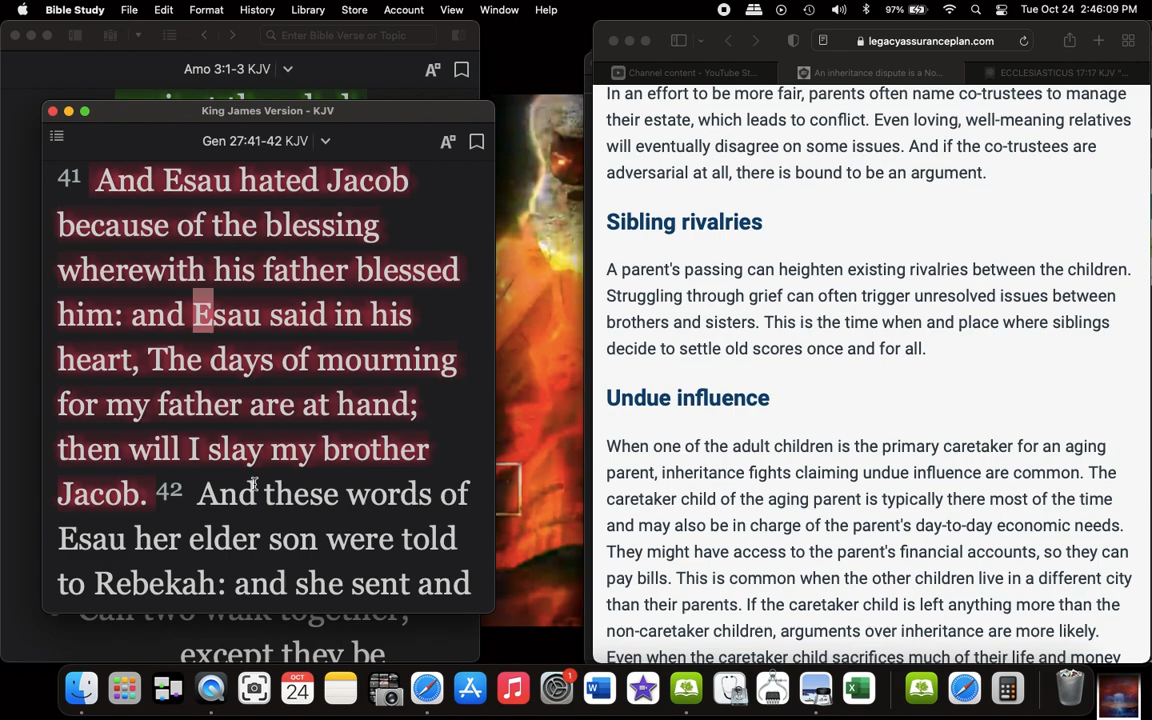 Bible Study File Edit Format History Library Store Account View Window Help 97% Tue Oct 24 2:46:09 PM
Enter Bible Verse or Topic
Amo 3:1-3 KJV
King James Version - KJV
Gen 27:41-42 KJV
41 And Esau hated Jacob
because of the blessing
wherewith his father blessed
him: and Esau said in his
heart, The days of mourning
for my father are at hand;
then will I slay my brother
Jacob. 42 And these words of
Esau her elder son were told
to Rebekah: and she sent and
Can two walk together,
except they be
legacyassuranceplan.com
Channel content - YouTube St...
An inheritance dispute is a No...
ECCLESIASTICUS 17:17 KJV "...
In an effort to be more fair, parents often name co-trustees to manage
their estate, which leads to conflict. Even loving, well-meaning relatives
will eventually disagree on some issues. And if the co-trustees are
adversarial at all, there is bound to be an argument.
Sibling rivalries
A parent's passing can heighten existing rivalries between the children.
Struggling through grief can often trigger unresolved issues between
brothers and sisters. This is the time when and place where siblings
decide to settle old scores once and for all.
Undue influence
When one of the adult children is the primary caretaker for an aging
parent, inheritance fights claiming undue influence are common. The
caretaker child of the aging parent is typically there most of the time
and may also be in charge of the parent's day-to-day economic needs.
They might have access to the parent's financial accounts, so they can
pay bills. This is common when the other children live in a different city
than their parents. If the caretaker child is left anything more than the
non-caretaker children, arguments over inheritance are more likely.
Even when the caretaker child sacrifices much of their life and money
OCT
24
1